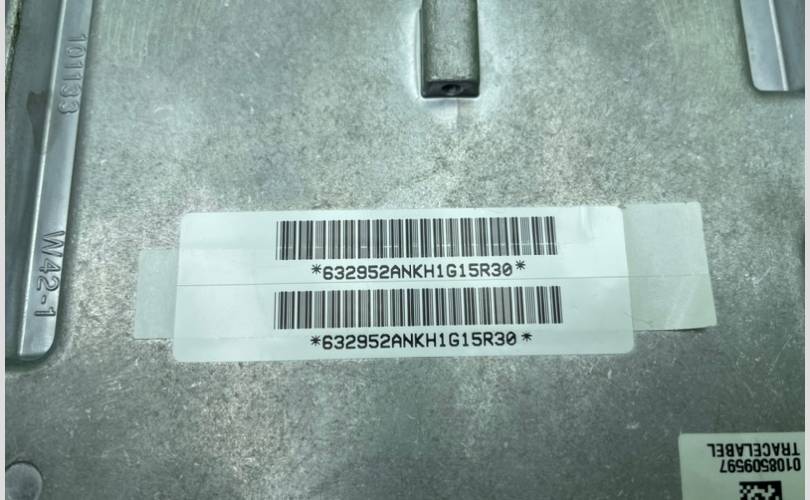 101133
W42-1
*632952ANKH1G15R30*
*632952ANKH1G15R30*
0108509597
TRACELABEL